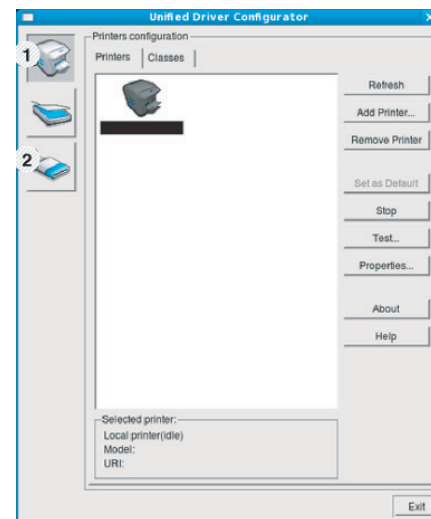 Unified Driver Configurator
1
2
Printers configuration
Printers
Classes
Refresh
Add Printer...
Remove Printer
Set as Default
Stop
Test...
Properties...
About
Help
Selected printer:
Local printer(idle)
Model:
URI:
Exit